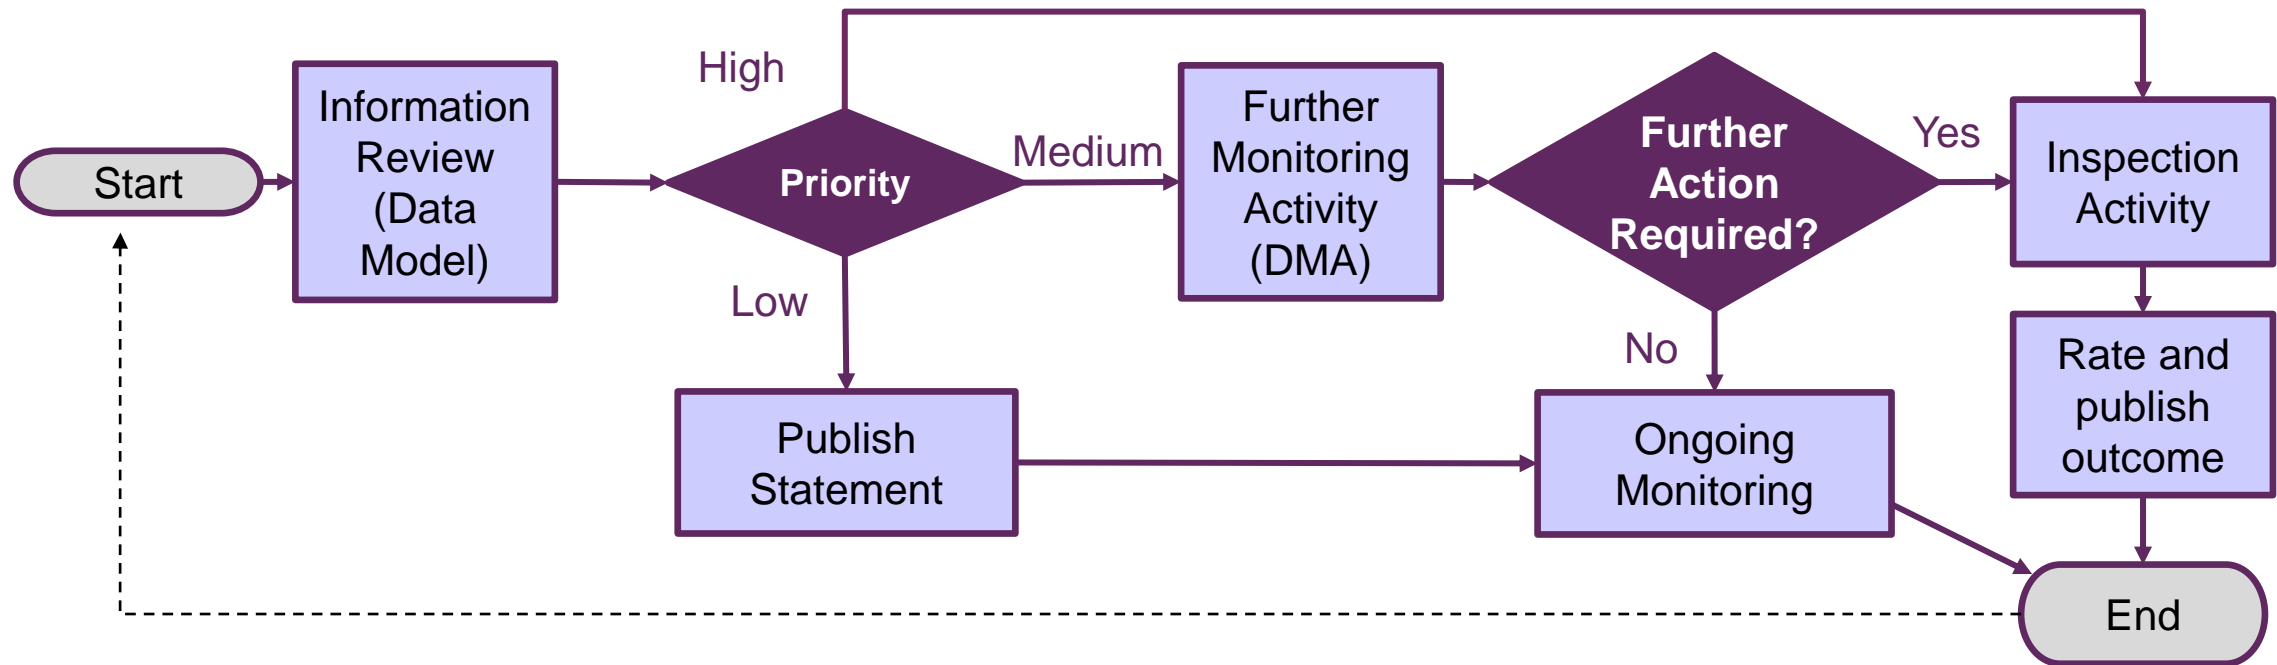 Start
Information
Review
(Data
Model)
High
Priority
Medium
Low
Further
Monitoring
Activity
(DMA)
Further
Action
Required?
Yes
No
Inspection
Activity
Rate and
publish
outcome
Publish
Statement
Ongoing
Monitoring
End